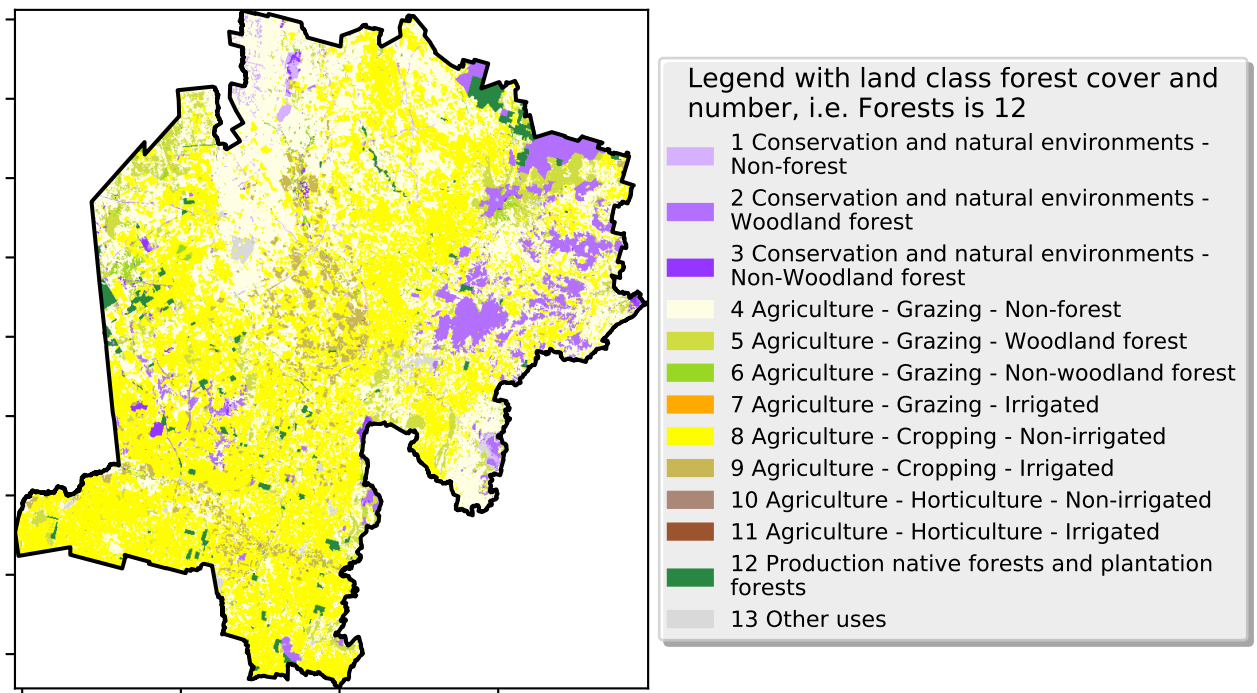 Legend with land class forest cover and
number, i.e. Forests is 12
1 Conservation and natural environments -
Non-forest
2 Conservation and natural environments -
Woodland forest
3 Conservation and natural environments -
Non-Woodland forest
4 Agriculture - Grazing - Non-forest
5 Agriculture - Grazing - Woodland forest
6 Agriculture - Grazing - Non-woodland forest
7 Agriculture - Grazing - Irrigated
8 Agriculture - Cropping - Non-irrigated
9 Agriculture - Cropping - Irrigated
10 Agriculture - Horticulture - Non-irrigated
11 Agriculture - Horticulture - Irrigated
12 Production native forests and plantation
forests
13 Other uses